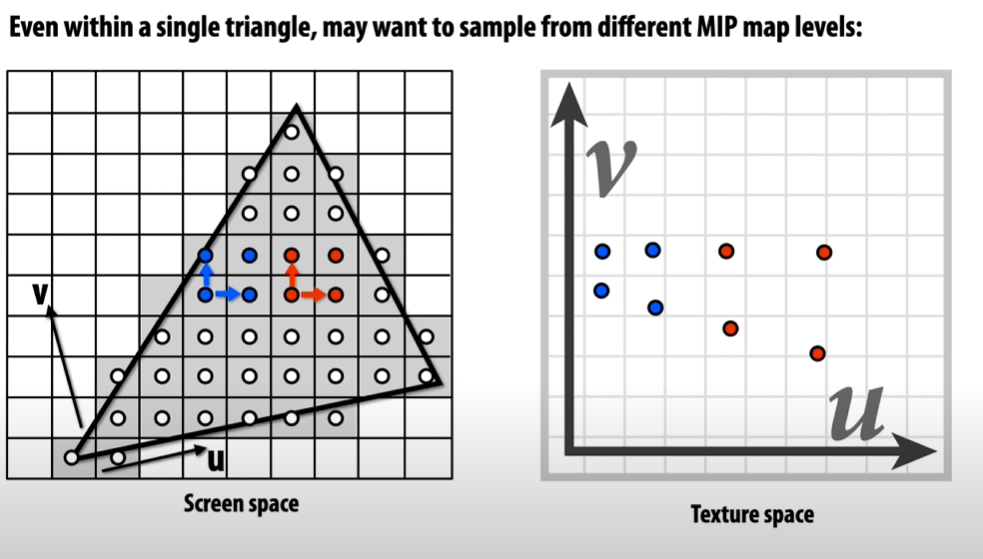 Even within a single triangle, may want to sample from different MIP map levels:
v
u
Screen space
v
u
Texture space